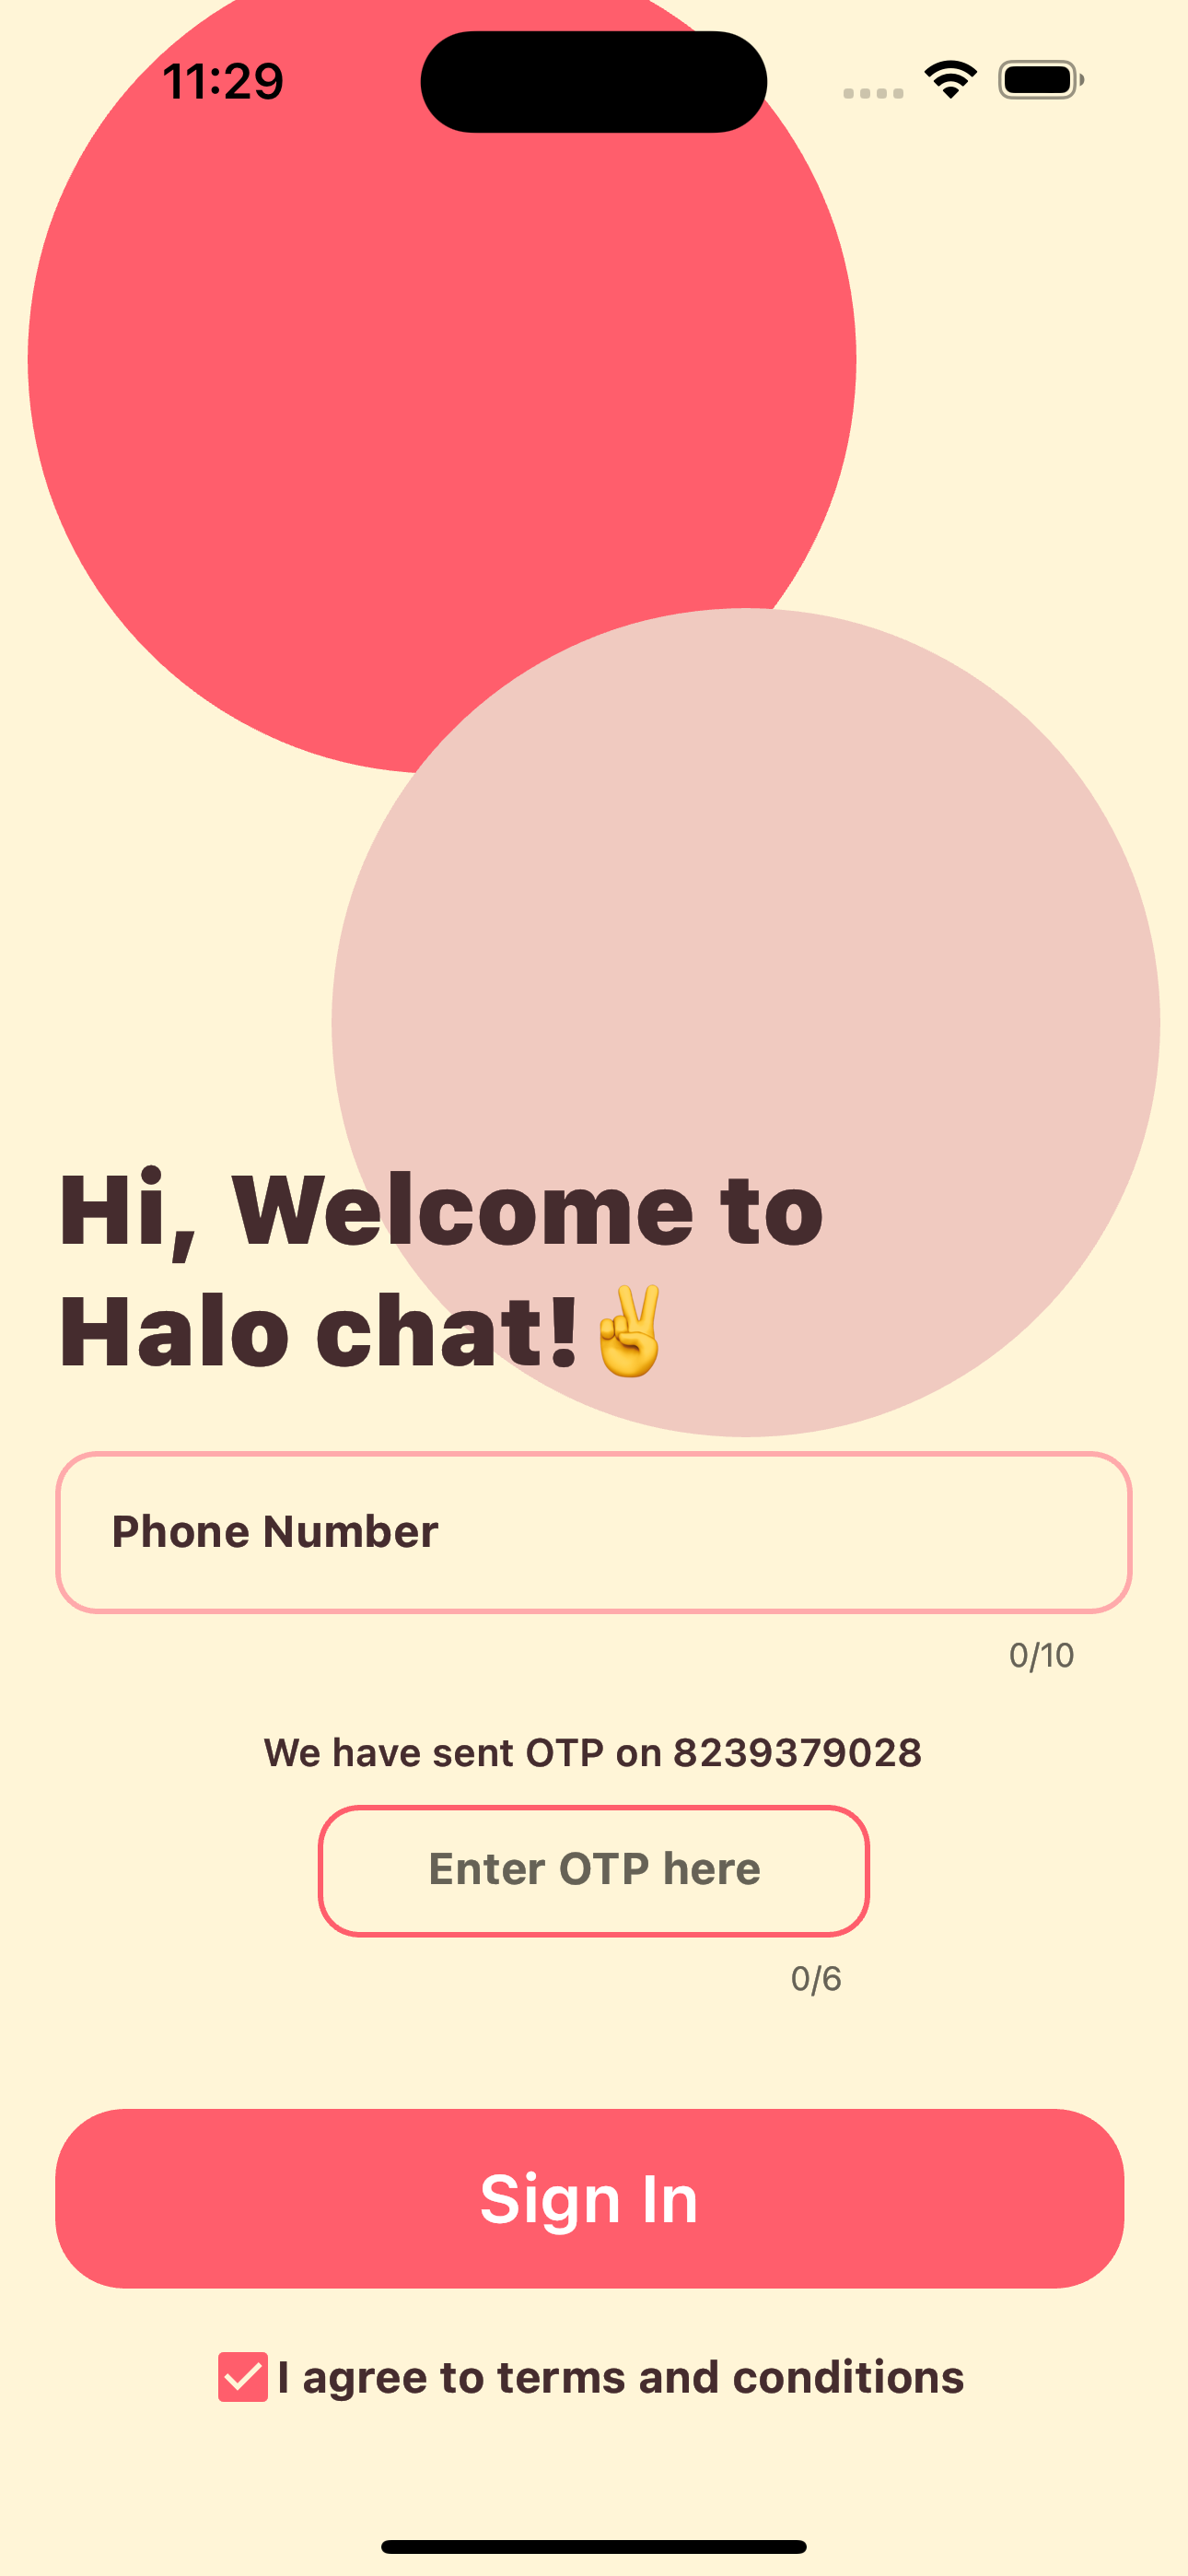 11:29
Hi, Welcome to
Halo chat!✌️
Phone Number
0/10
We have sent OTP on 8239379028
Enter OTP here
0/6
Sign In
I agree to terms and conditions